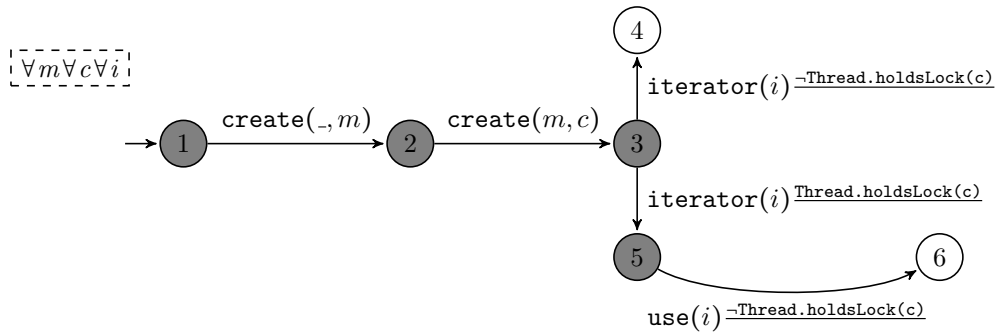 4
∀m∀c∀i
iterator(i) ¬Thread.holdsLock(c)
create(_,m) create(m,c)
1 2 3
iterator(i) Thread.holdsLock(c)
5 6
use(i) ¬Thread.holdsLock(c)